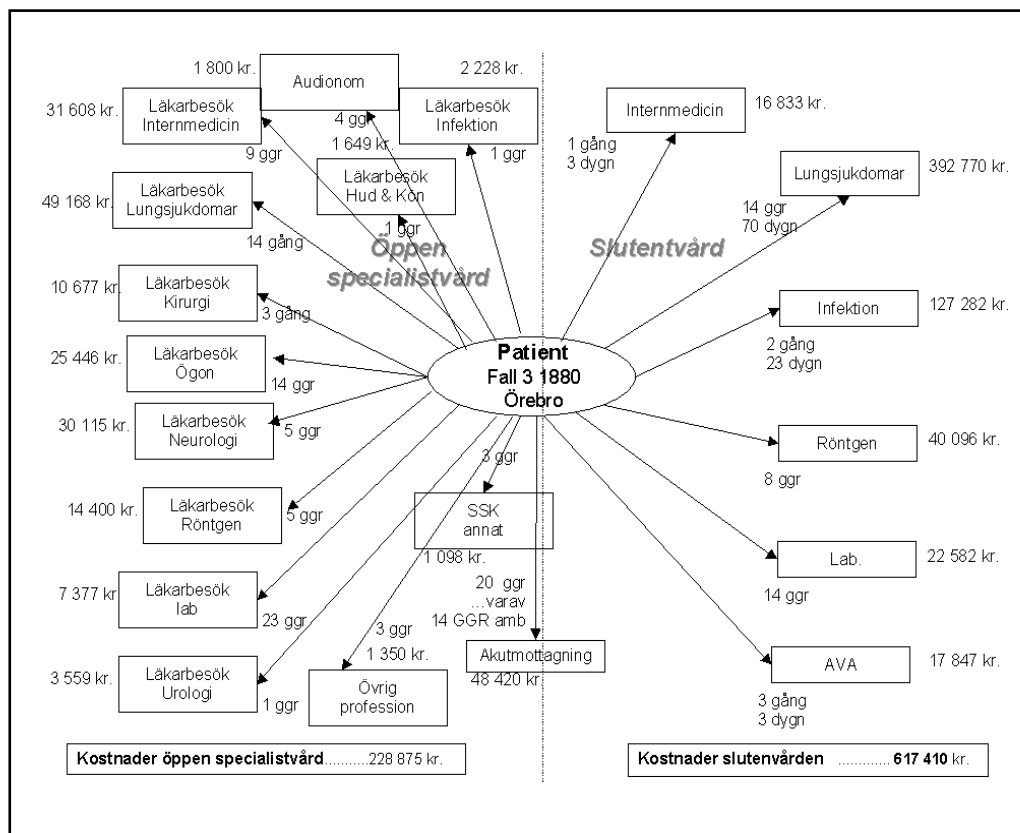 1 800 kr.
Audionom
2 228 kr.
31 608 kr.
Läkarbesök
Internmedicin
9 ggr
4 ggr
Läkarbesök
Infektion
1 ggr
1 649 kr.
Läkarbesök
Hud & Kön
1 ggr
49 168 kr.
Läkarbesök
Lungsjukdomar
14 gång
Öppen
specialistvård
10 677 kr.
Läkarbesök
Kirurgi
3 gång
25 446 kr.
Läkarbesök
Ögon
14 ggr
30 115 kr.
Läkarbesök
Neurologi
5 ggr
14 400 kr.
Läkarbesök
Röntgen
5 ggr
7 377 kr
Läkarbesök
lab
23 ggr
3 559 kr.
Läkarbesök
Urologi
1 ggr
Patient
Fall 3 1880
Örebro
3 ggr
SSK
annat
1 098 kr.
3 ggr
1 350 kr.
Övrig
profession
20 ggr
...varav
14 GGR amb
Akutmottagning
48 420 kr
Slutentvård
Internmedicin
16 833 kr.
1 gång
3 dygn
Lungsjukdomar
392 770 kr.
14 ggr
70 dygn
Infektion
127 282 kr.
2 gång
23 dygn
Röntgen
40 096 kr.
8 ggr
Lab.
22 582 kr.
14 ggr
AVA
17 847 kr.
3 gång
3 dygn
Kostnader öppen specialistvård...........228 875 kr.
Kostnader slutenvården .............617 410 kr.